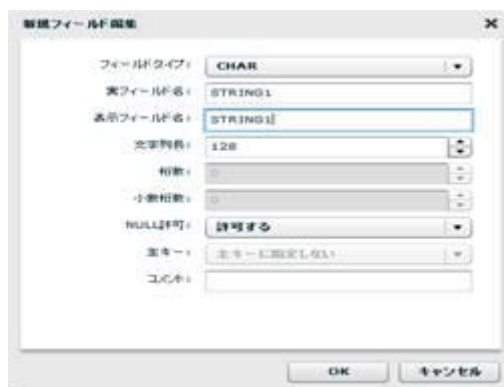 新規フィールド編集
フィールドタイプ: CHAR
実フィールド名: STRING1
表示フィールド名: STRING1
文字列長: 128
桁数: 0
小数桁数: 0
NULL許可: 許可する
主キー: 主キーに指定しない
コメント:
OK キャンセル